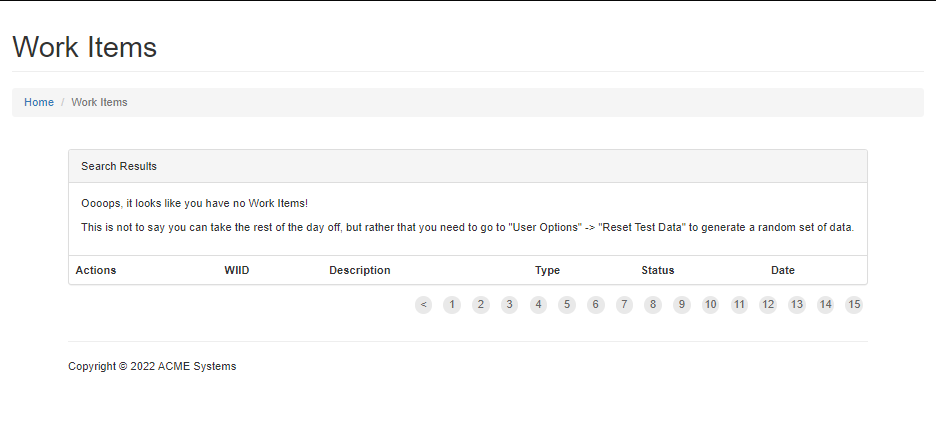 Work Items
Home / Work Items
Search Results
Oooops, it looks like you have no Work Items!
This is not to say you can take the rest of the day off, but rather that you need to go to "User Options" -> "Reset Test Data" to generate a random set of data.
Actions WIID Description Type Status Date
< 1 2 3 4 5 6 7 8 9 10 11 12 13 14 15
Copyright © 2022 ACME Systems